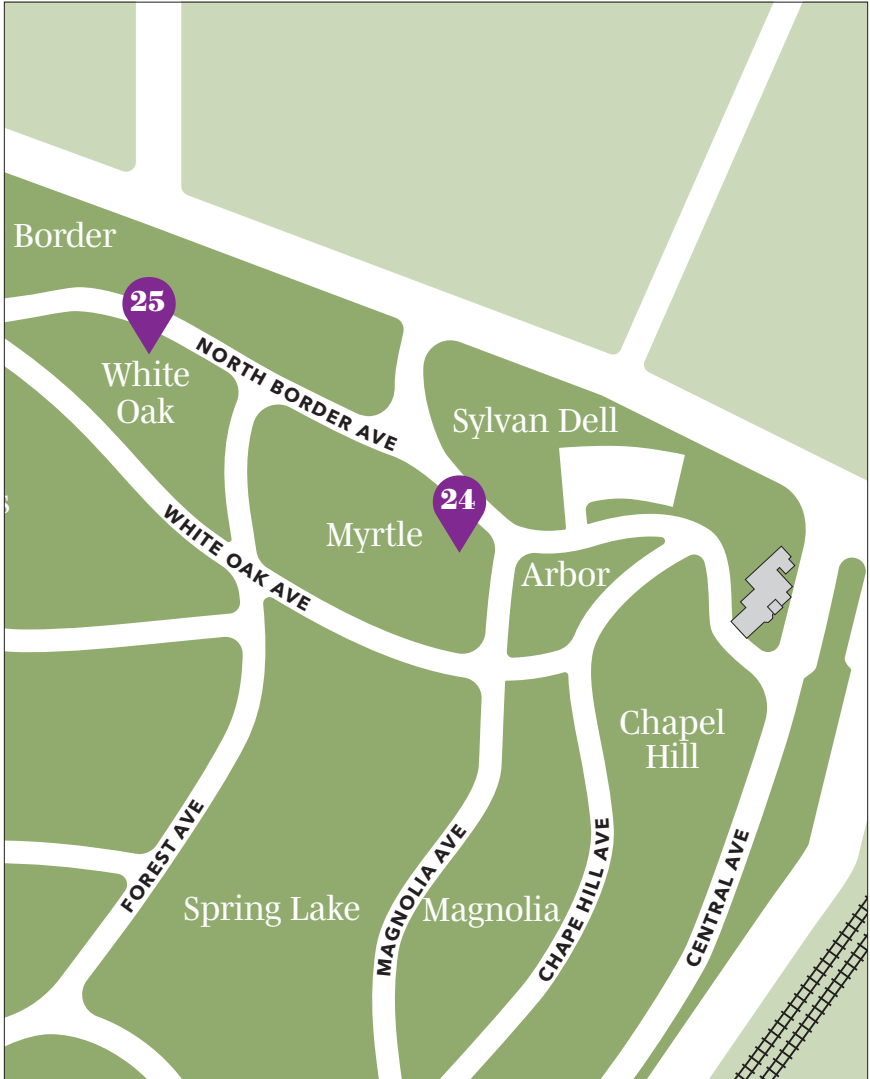 Border
25
NORTH BORDER AVE
White
Oak
Sylvan Dell
24
Myrtle
WHITE OAK AVE
Arbor
Chapel
Hill
FOREST AVE
MAGNOLIA AVE
CHAPE HILL AVE
CENTRAL AVE
Spring Lake
Magnolia